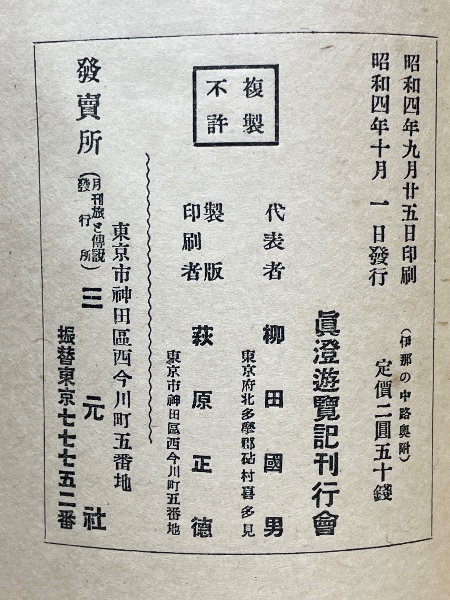 昭和四年九月廿五日印刷
昭和四年十月一日發行
(伊那の中路奧附)
定價二圓五十錢
複製
不許
眞澄遊覽記刊行會
代表者 柳田國男
東京府北多摩郡砧村喜多見
製版
印刷者 萩原正德
東京市神田區西今川町五番地
東京市神田區西今川町五番地
發賣所 (月刊旅と傳說發行所) 三元社
振替東京七七七五二番